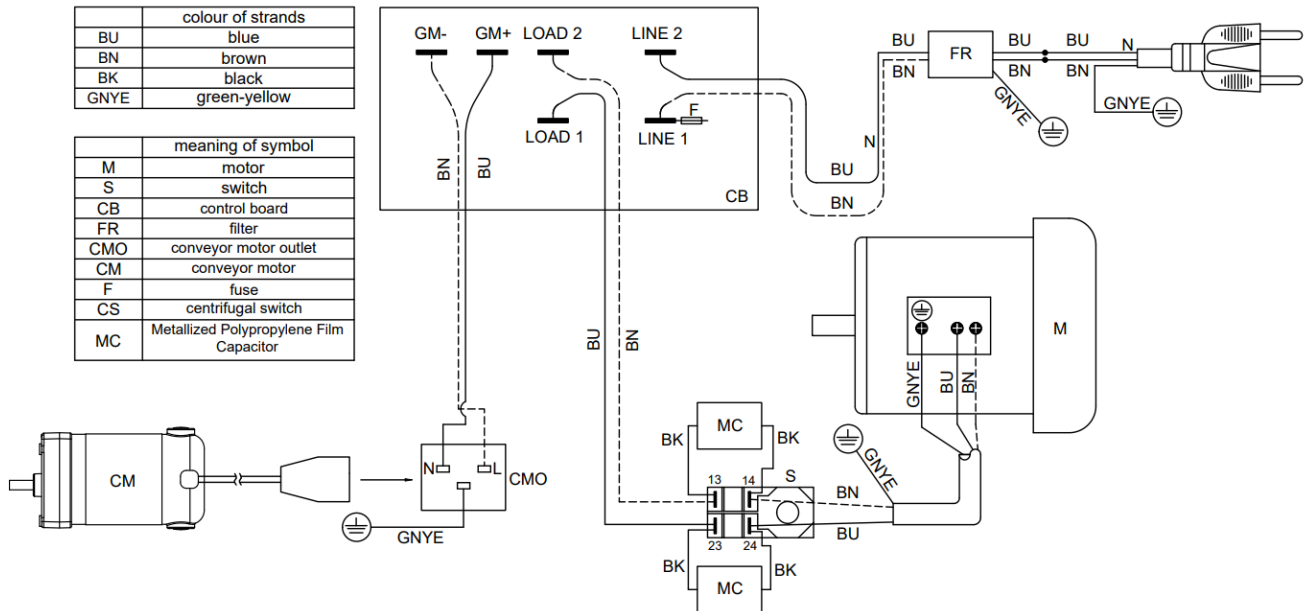 colour of strands
BU blue
BN brown
BK black
GNYE green-yellow
meaning of symbol
M motor
S switch
CB control board
FR filter
CMO conveyor motor outlet
CM conveyor motor
F fuse
CS centrifugal switch
MC Metallized Polypropylene Film
Capacitor
GM- GM+ LOAD 2 LINE 2
LOAD 1 LINE 1 F
CB
BN BU
BU BN
N
BU
BN
BU
BN
FR
BU BU N
BN BN
GNYE
GNYE
M
GNYE BU BN
BU BN
MC
BK BK
13 14 S
23 24
BN
BU
GNYE
BK BK
MC
CM
N L CMO
GNYE